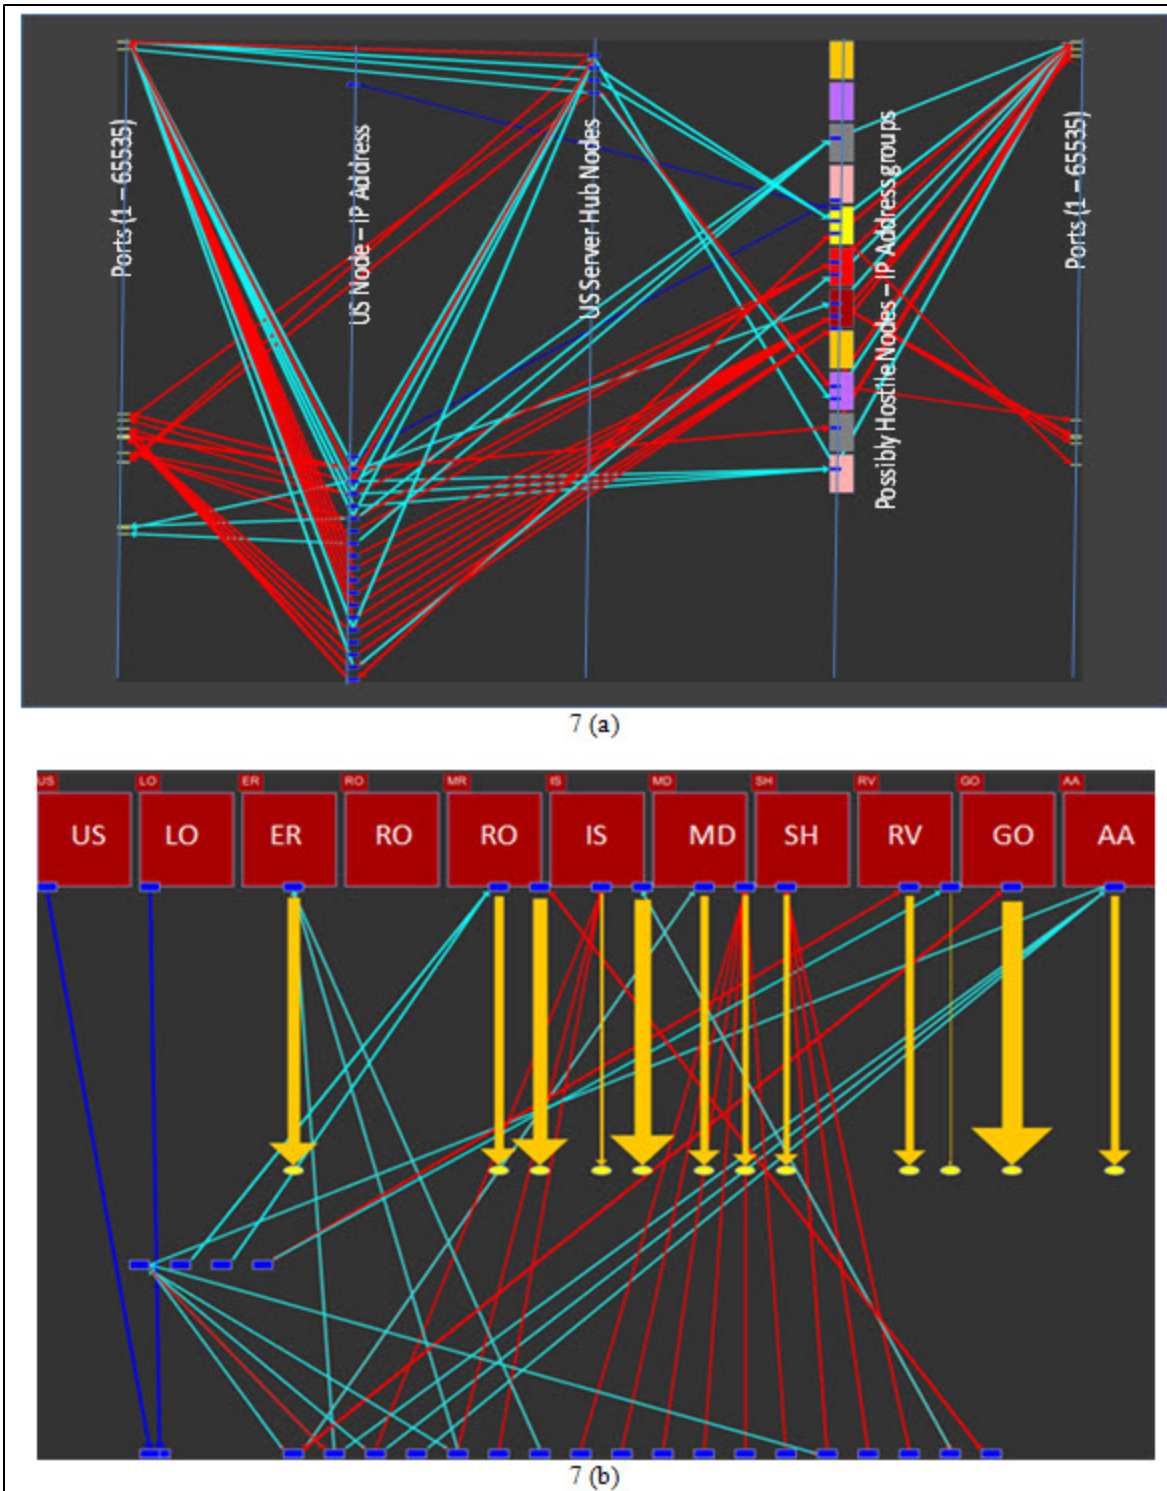 Ports (1 – 65535)
US Node – IP Address
US Server Hub Nodes
Possibly Hostile Nodes – IP Address groups
Ports (1 – 65535)
7 (a)
US LO ER RO MR IS MD SH RV GO AA
US LO ER RO RO IS MD SH RV GO AA
7 (b)